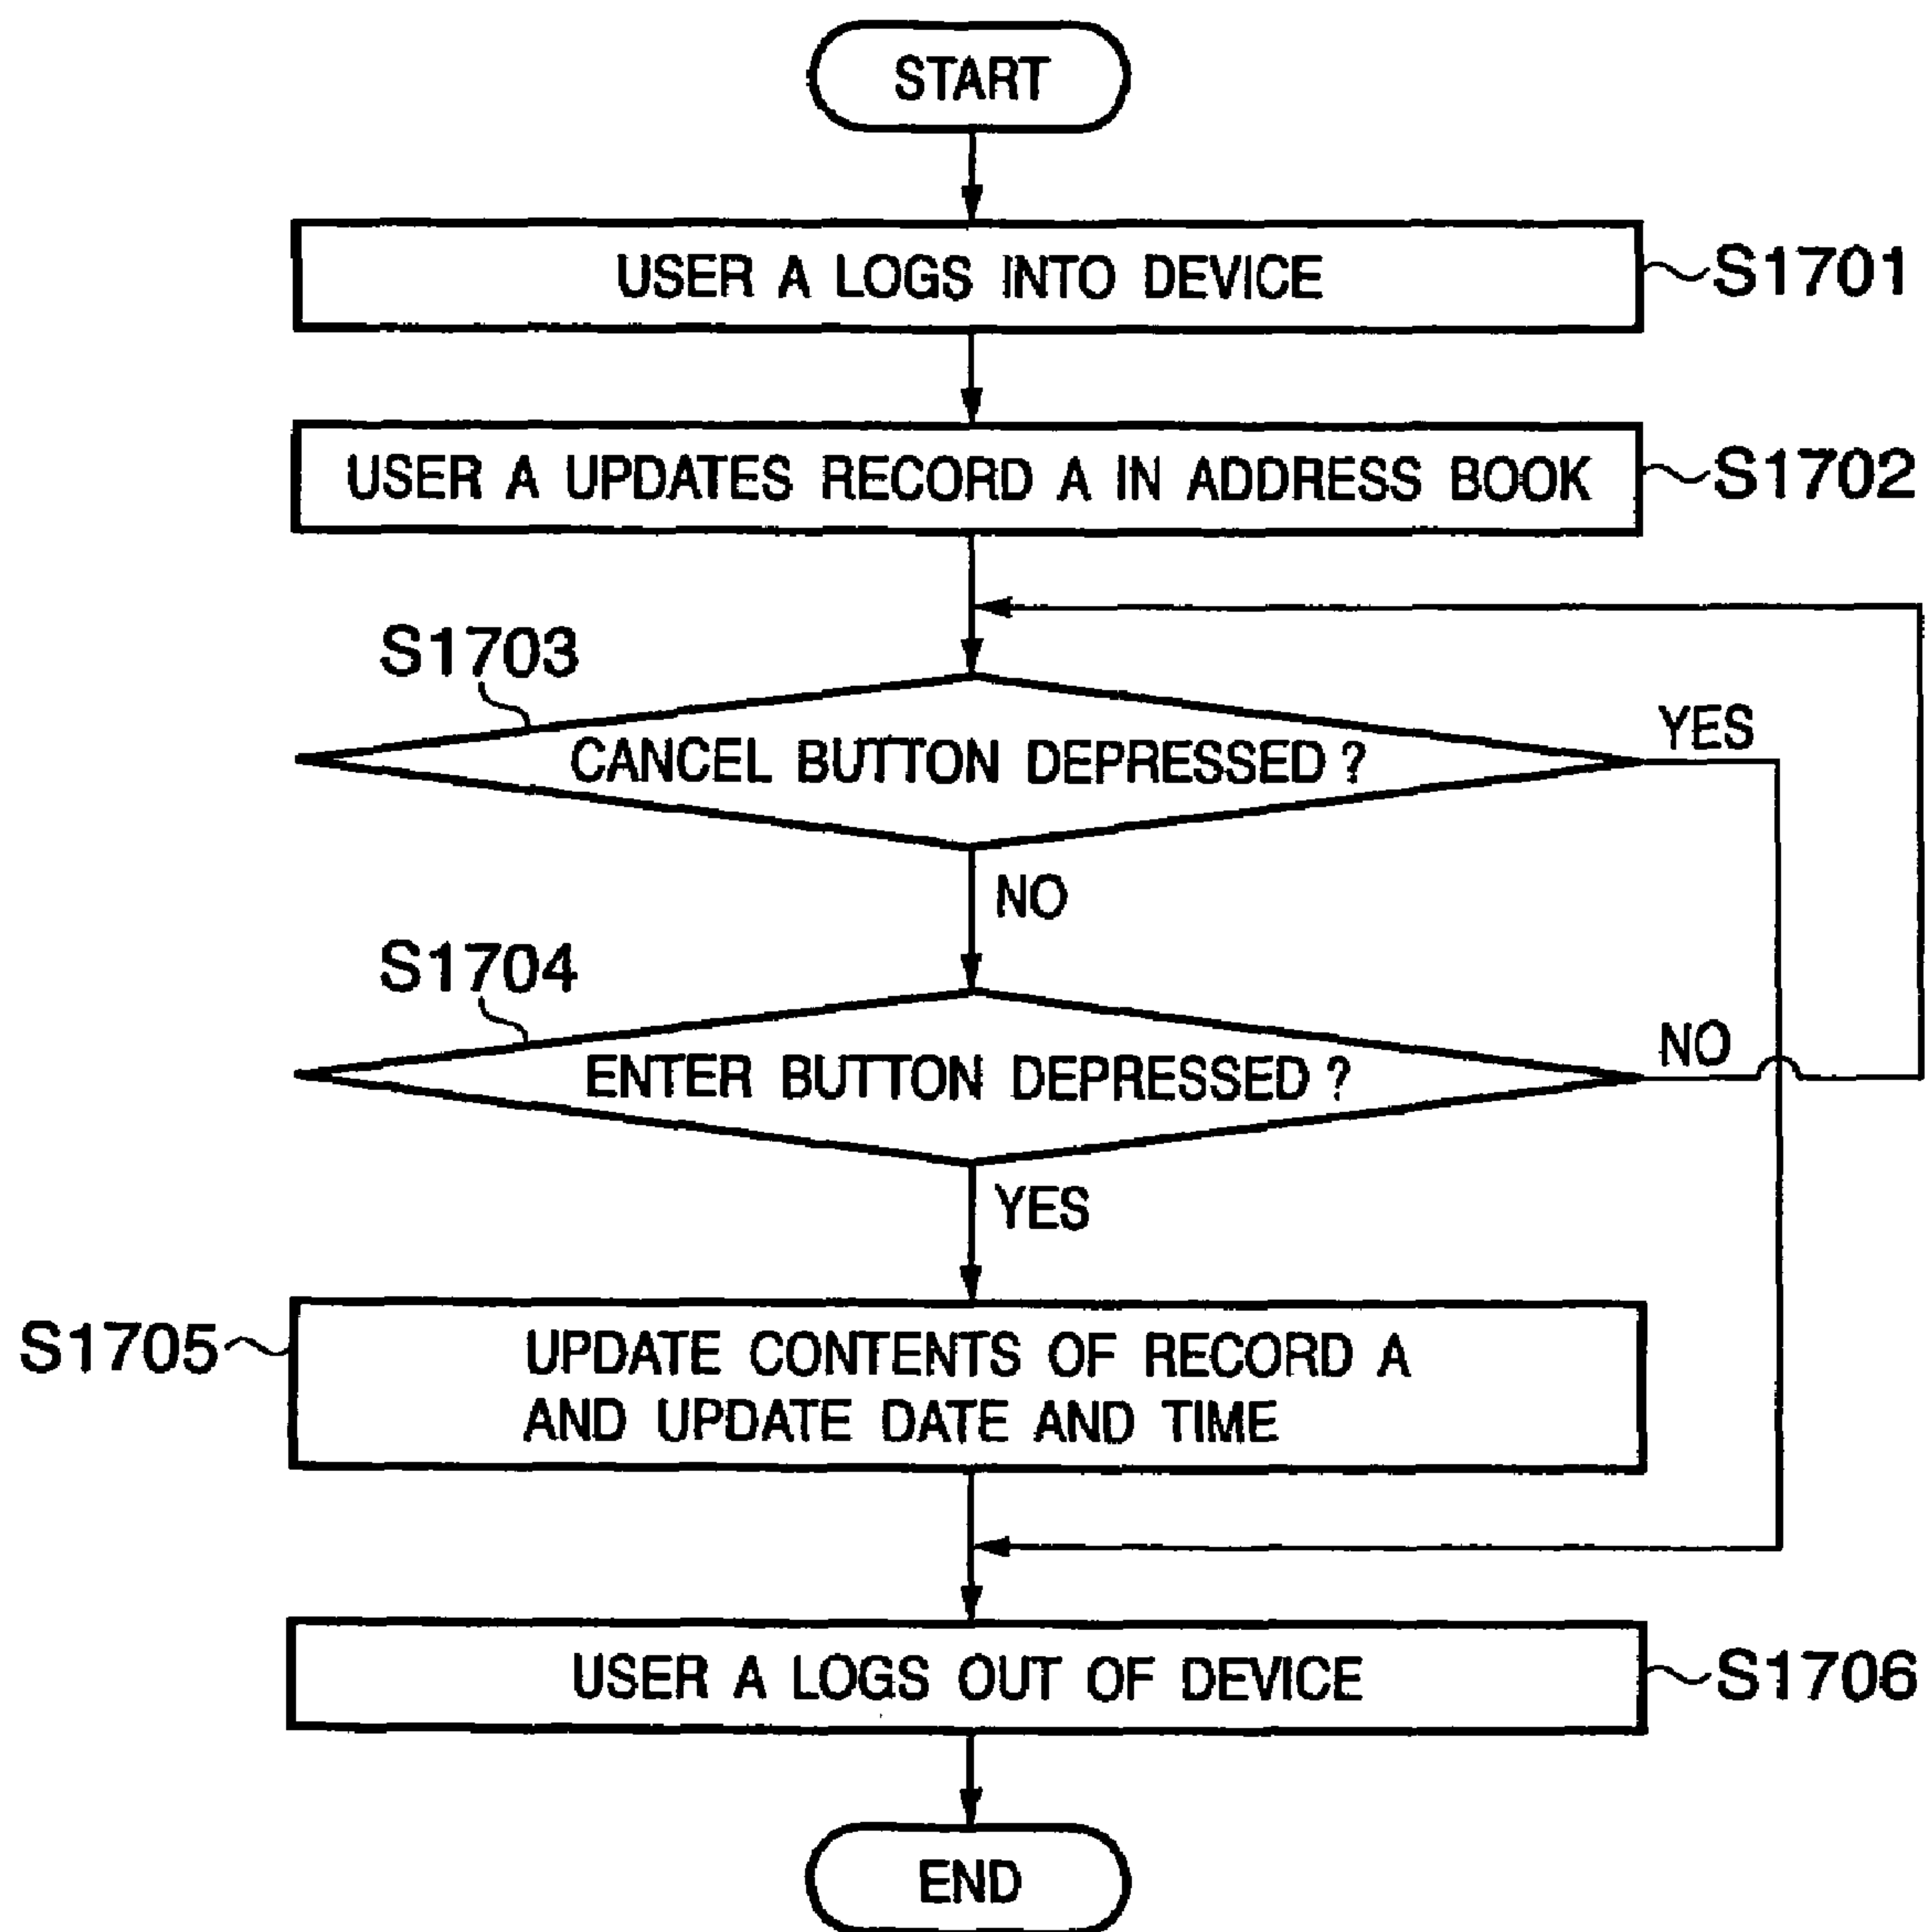 START
USER A LOGS INTO DEVICE
S1701
USER A UPDATES RECORD A IN ADDRESS BOOK
S1702
S1703
CANCEL BUTTON DEPRESSED ?
YES
NO
S1704
ENTER BUTTON DEPRESSED ?
NO
YES
S1705
UPDATE CONTENTS OF RECORD A
AND UPDATE DATE AND TIME
USER A LOGS OUT OF DEVICE
S1706
END